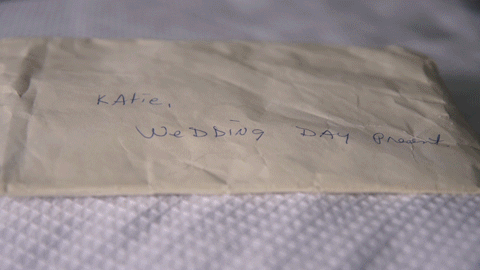 KAtie,
WeDDiNg DAY present